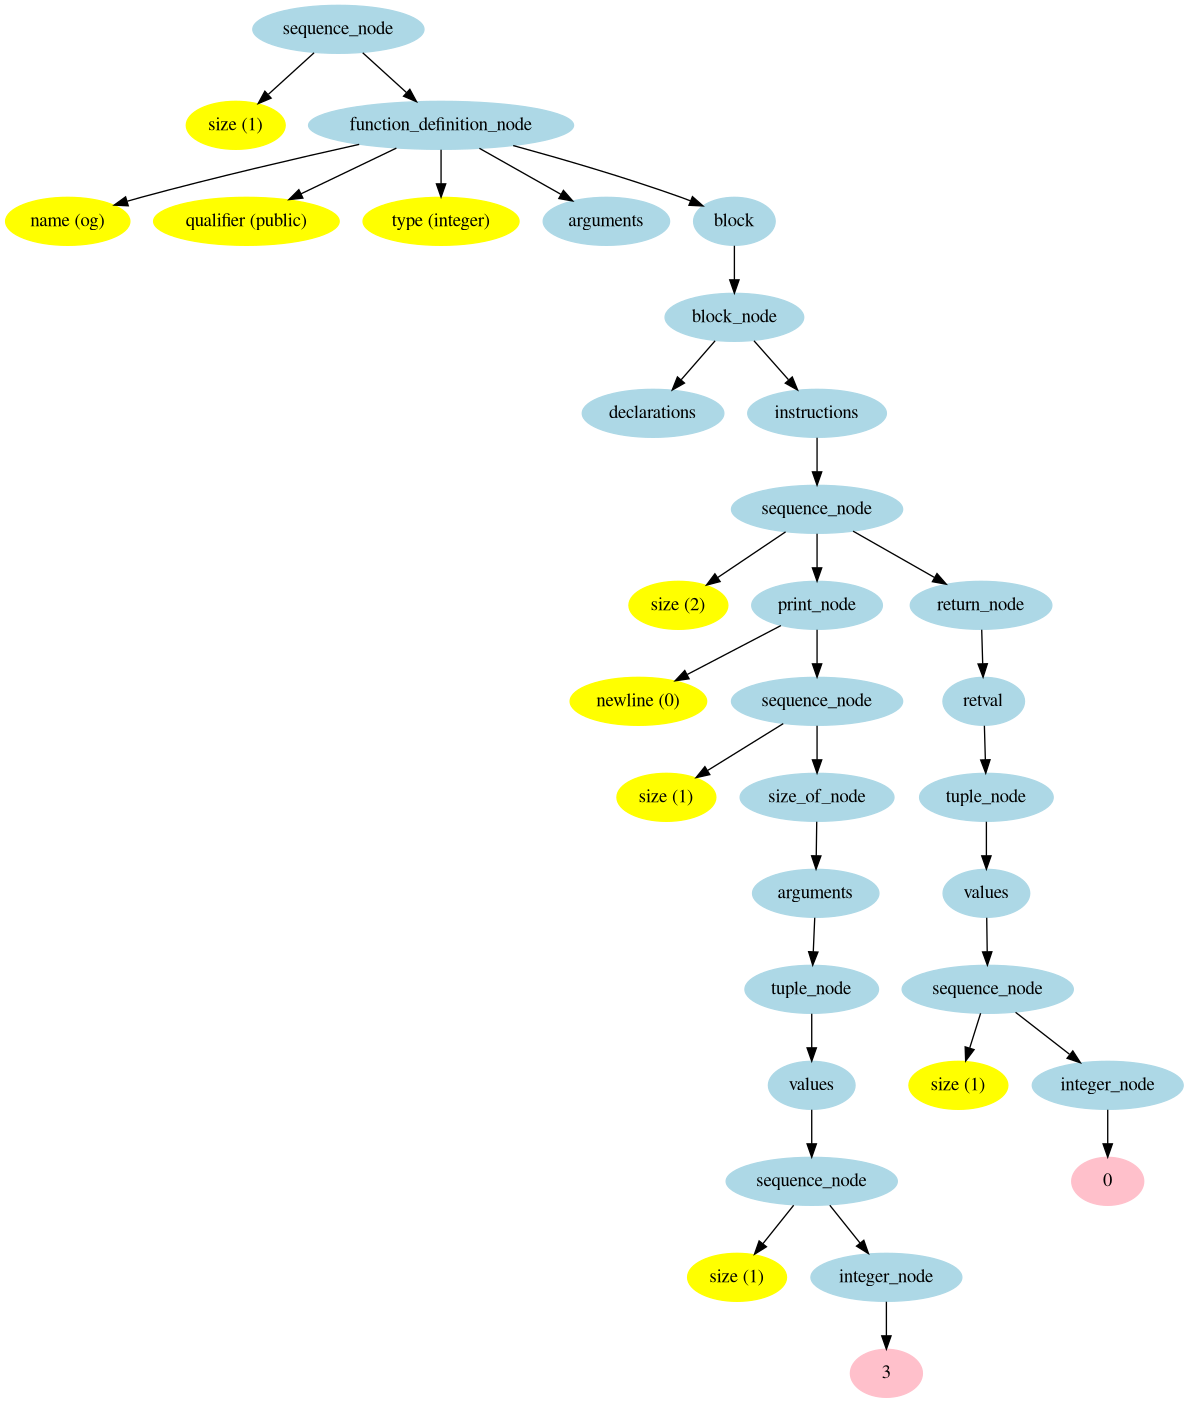 sequence_node
size (1)
function_definition_node
name (og)
qualifier (public)
type (integer)
arguments
block
block_node
declarations
instructions
sequence_node
size (2)
print_node
return_node
newline (0)
sequence_node
retval
size (1)
size_of_node
tuple_node
arguments
values
tuple_node
sequence_node
values
size (1)
integer_node
sequence_node
0
size (1)
integer_node
3